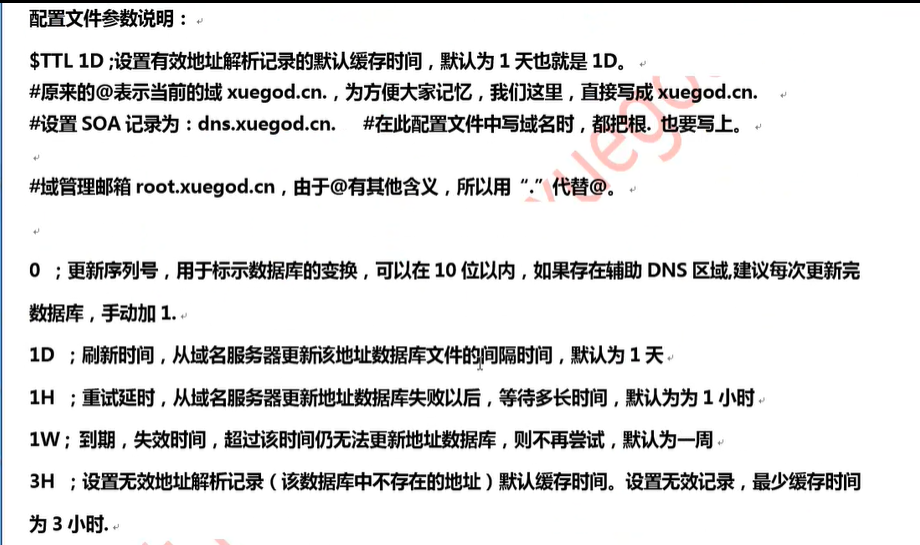 配置文件参数说明：
$TTL 1D ;设置有效地址解析记录的默认缓存时间，默认为 1 天也就是 1D。
#原来的@表示当前的域 xuegod.cn.，为方便大家记忆，我们这里，直接写成 xuegod.cn.
#设置 SOA 记录为：dns.xuegod.cn. #在此配置文件中写域名时，都把根. 也要写上。
#域管理邮箱 root.xuegod.cn，由于@有其他含义，所以用“.”代替@。
0 ；更新序列号，用于标示数据库的变换，可以在 10 位以内，如果存在辅助 DNS 区域,建议每次更新完
数据库，手动加 1.
1D ；刷新时间，从域名服务器更新该地址数据库文件的间隔时间，默认为 1 天
1H ；重试延时，从域名服务器更新地址数据库失败以后，等待多长时间，默认为为 1 小时
1W；到期，失效时间，超过该时间仍无法更新地址数据库，则不再尝试，默认为一周
3H ；设置无效地址解析记录（该数据库中不存在的地址）默认缓存时间。设置无效记录，最少缓存时间
为 3 小时.
xuego